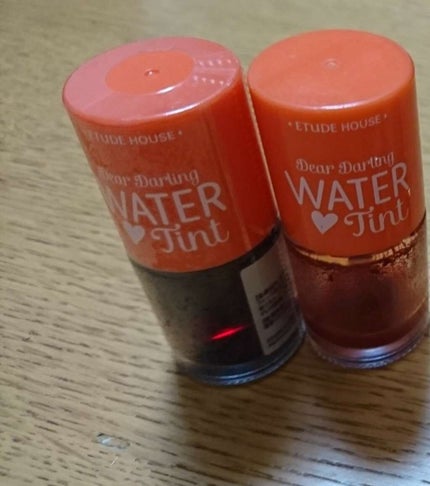 ETUDE HOUSE •
Dear Darling
WATER
Tint
• ETUDE HOUSE •
Dear Darling
WATER
Tint